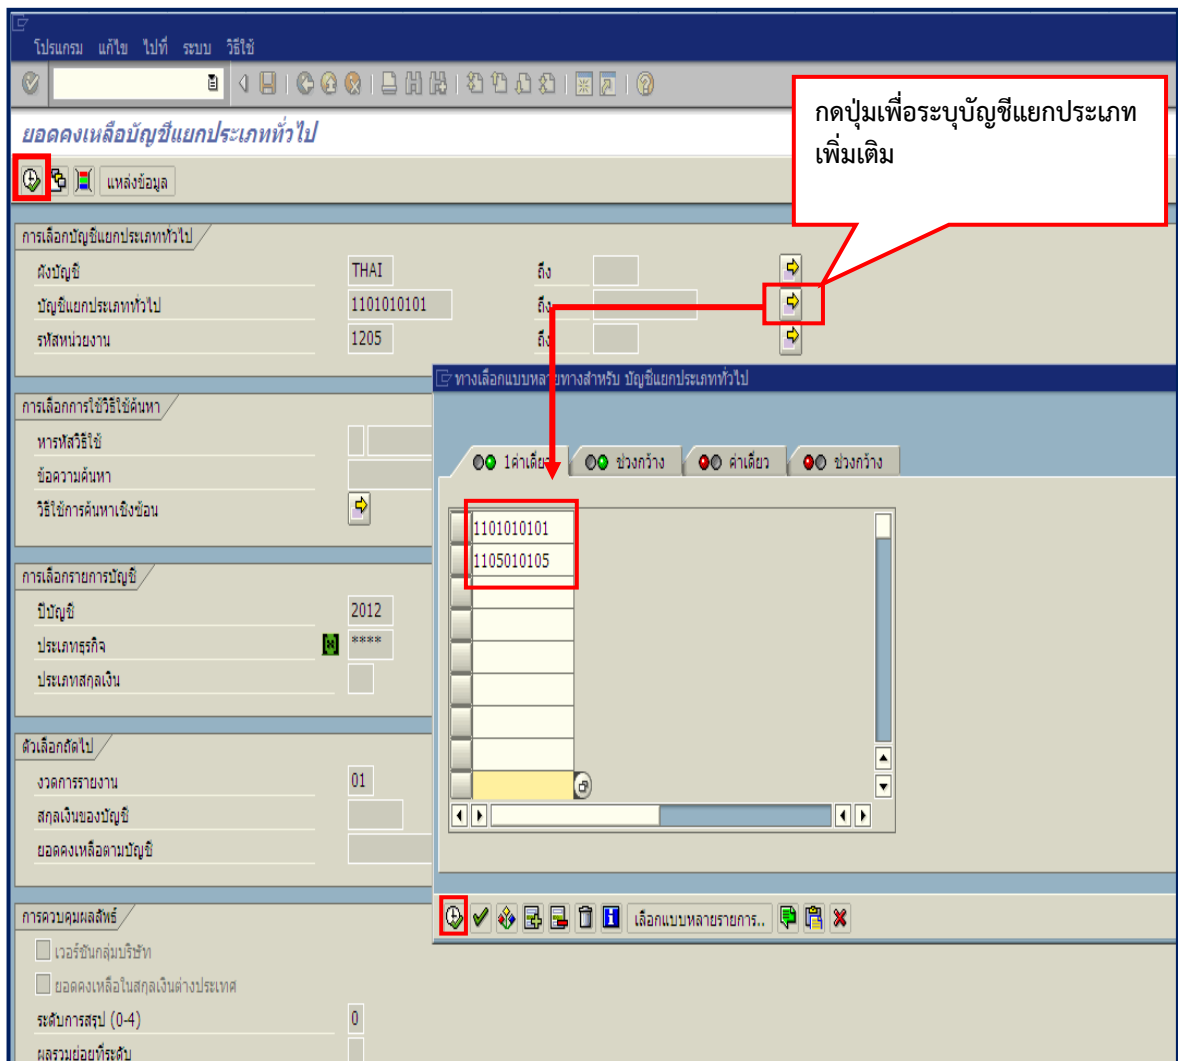 โปรแกรม แก้ไข ไปที่ ระบบ วิธีใช้
ยอดคงเหลือบัญชีแยกประเภททั่วไป
กดปุ่มเพื่อระบุบัญชีแยกประเภท
เพิ่มเติม
แหล่งข้อมูล
การเลือกบัญชีแยกประเภททั่วไป
ผังบัญชี THAI ถึง
บัญชีแยกประเภททั่วไป 1101010101 ถึง
รหัสหน่วยงาน 1205 ถึง
ทางเลือกแบบหลายทางสำหรับ บัญชีแยกประเภททั่วไป
การเลือกการใช้วิธีใช้ค้นหา
หารหัสวิธีใช้
ข้อความค้นหา
วิธีใช้การค้นหาเชิงซ้อน
1ค่าเดียว ช่วงกว้าง ค่าเดียว ช่วงกว้าง
1101010101
1105010105
การเลือกรายการบัญชี
ปีบัญชี 2012
ประเภทธุรกิจ ****
ประเภทสกุลเงิน
ตัวเลือกถัดไป
งวดการรายงาน 01
สกุลเงินของบัญชี
ยอดคงเหลือตามบัญชี
เลือกแบบหลายรายการ..
การควบคุมผลลัพธ์
เวอร์ชันกลุ่มบริษัท
ยอดคงเหลือในสกุลเงินต่างประเทศ
ระดับการสรุป (0-4) 0
ผลรวมย่อยที่ระดับ